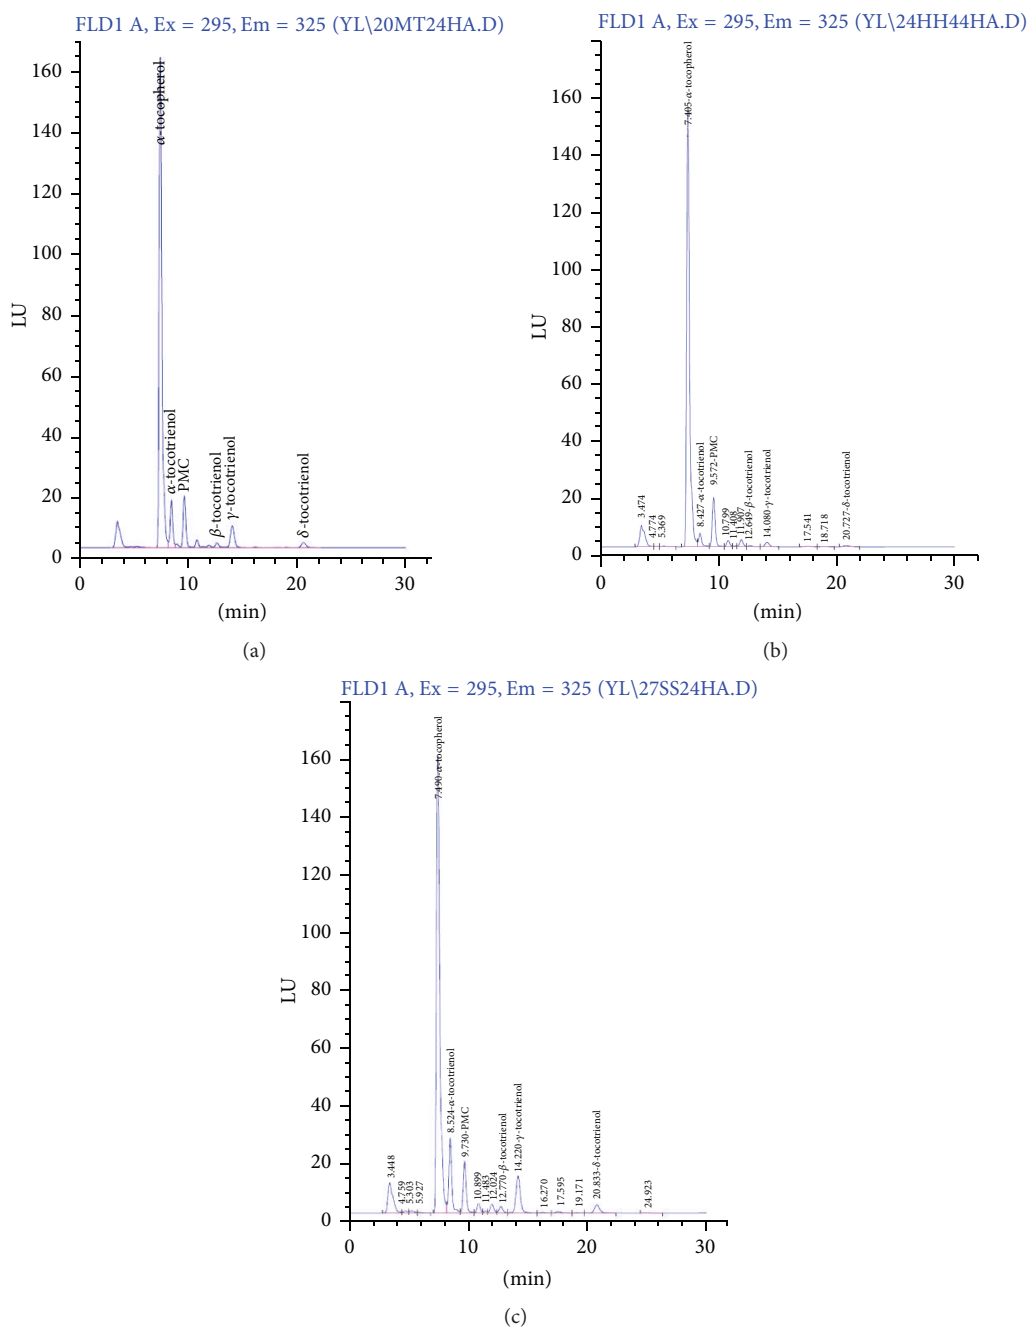 FLD1 A, Ex = 295, Em = 325 (YL\20MT24HA.D)
160
140
120
100
80
60
40
20
0
LU
α-tocopherol
α-tocotrienol
PMC
β-tocotrienol
γ-tocotrienol
δ-tocotrienol
0 10 20 30
(min)
(a)
FLD1 A, Ex = 295, Em = 325 (YL\24HH44HA.D)
160
140
120
100
80
60
40
20
0
LU
3.474
4.774
5.369
7.405-α-tocopherol
8.427-α-tocotrienol
9.572-PMC
10.799
11.408
11.907
12.649-β-tocotrienol
14.080-γ-tocotrienol
17.541
18.718
20.727-δ-tocotrienol
0 10 20 30
(min)
(b)
FLD1 A, Ex = 295, Em = 325 (YL\27SS24HA.D)
160
140
120
100
80
60
40
20
0
LU
3.448
4.759
5.303
5.927
7.490-α-tocopherol
8.524-α-tocotrienol
9.730-PMC
10.899
11.483
12.024
12.770-β-tocotrienol
14.220-γ-tocotrienol
16.270
17.595
19.171
20.833-δ-tocotrienol
24.923
0 10 20 30
(min)
(c)